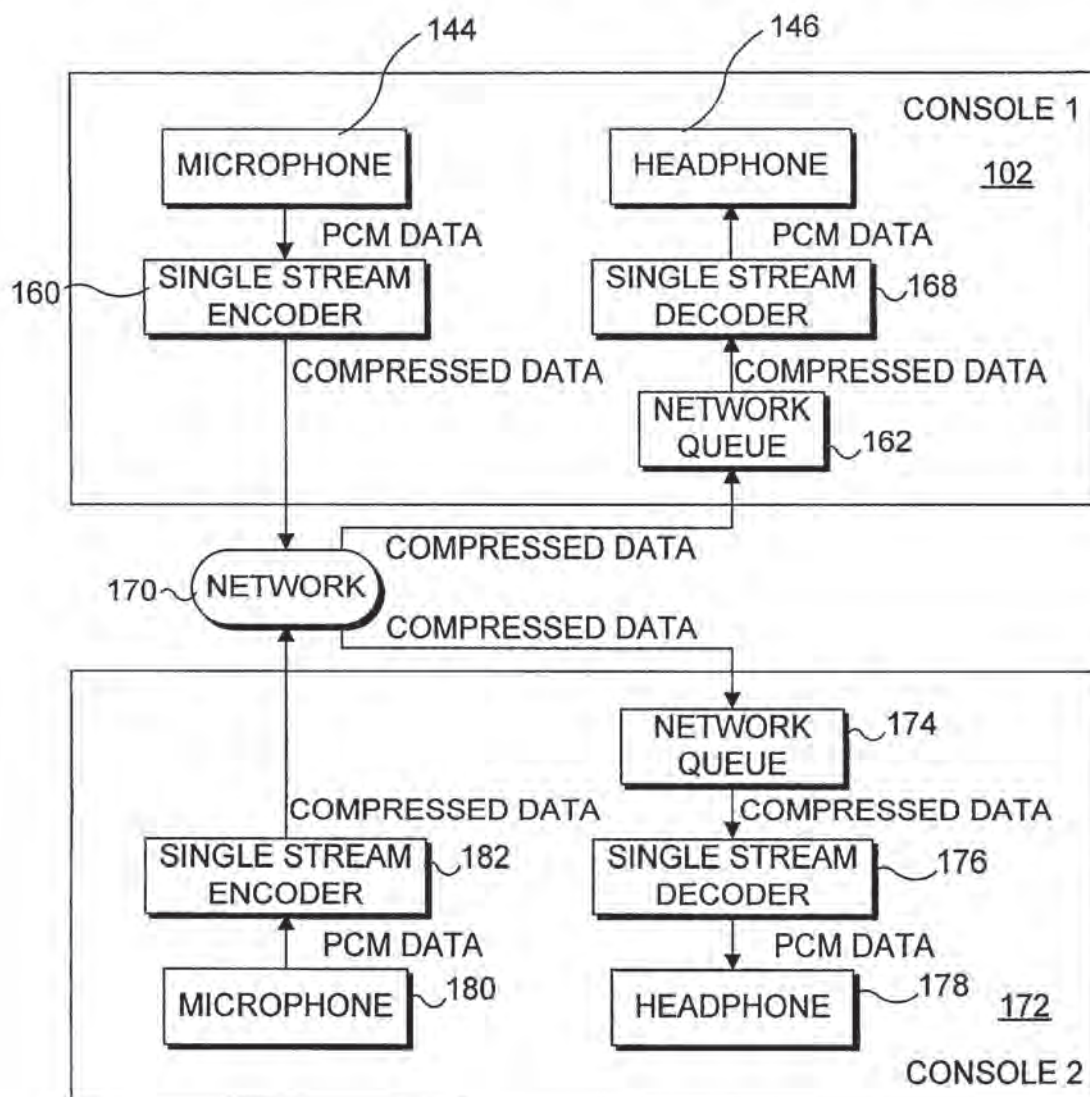 144
146
CONSOLE 1
102
MICROPHONE
HEADPHONE
PCM DATA
PCM DATA
160
SINGLE STREAM
ENCODER
SINGLE STREAM
DECODER
168
COMPRESSED DATA
COMPRESSED DATA
NETWORK
QUEUE
162
COMPRESSED DATA
170
NETWORK
COMPRESSED DATA
NETWORK
QUEUE
174
COMPRESSED DATA
COMPRESSED DATA
SINGLE STREAM
ENCODER
182
SINGLE STREAM
DECODER
176
PCM DATA
PCM DATA
MICROPHONE
180
HEADPHONE
178
172
CONSOLE 2